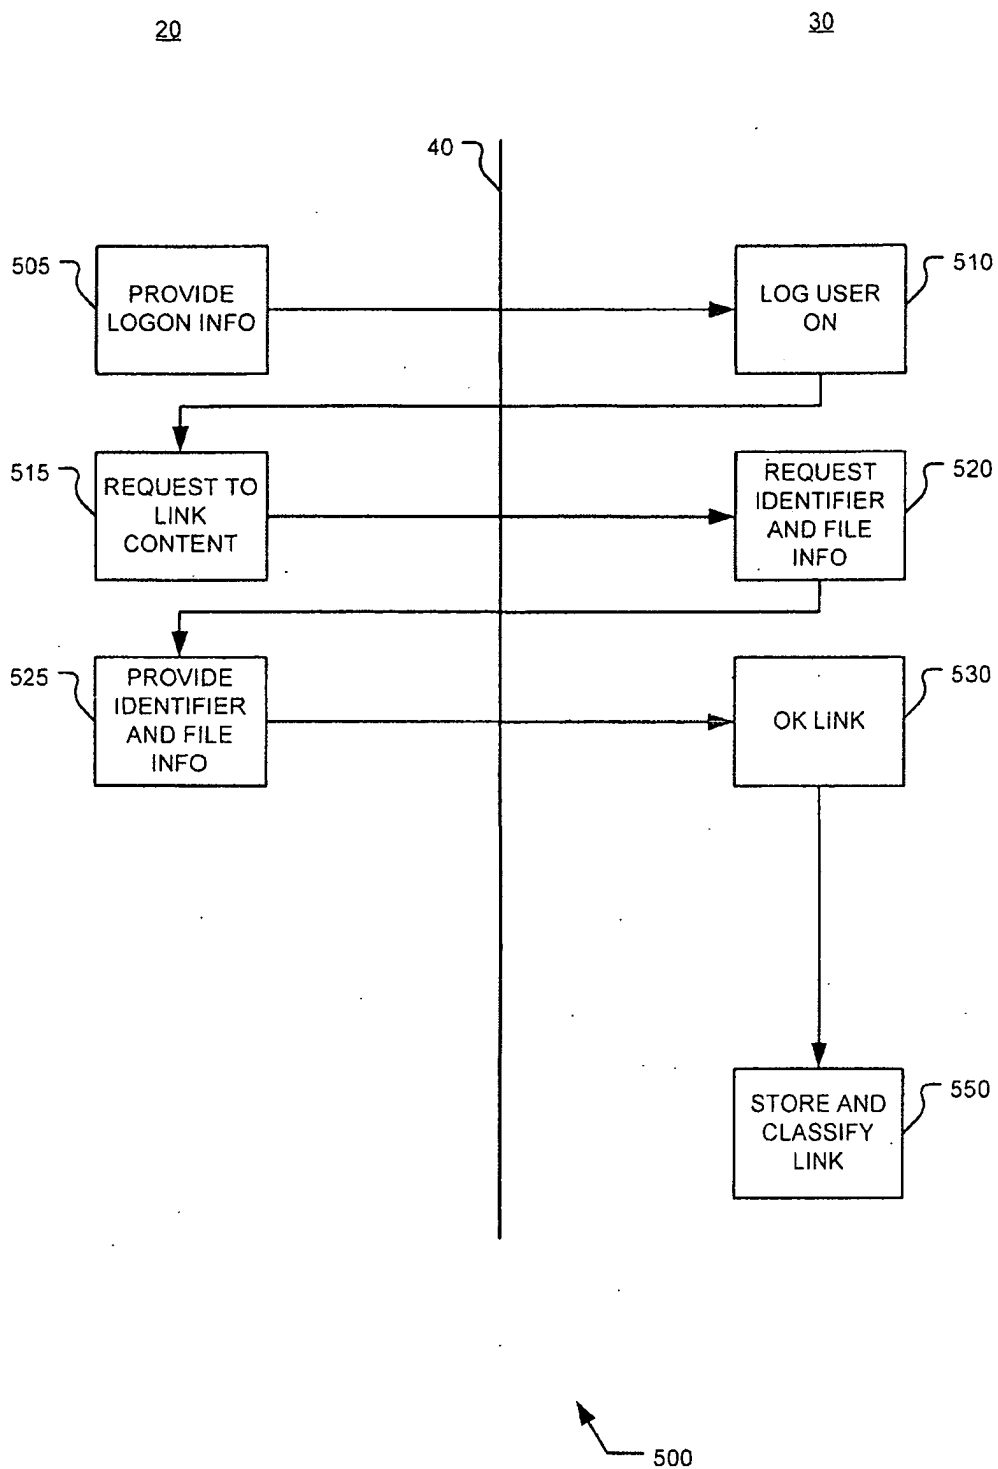 20
30
40
505
PROVIDE
LOGON INFO
LOG USER
ON
510
515
REQUEST TO
LINK
CONTENT
REQUEST
IDENTIFIER
AND FILE
INFO
520
525
PROVIDE
IDENTIFIER
AND FILE
INFO
OK LINK
530
STORE AND
CLASSIFY
LINK
550
500